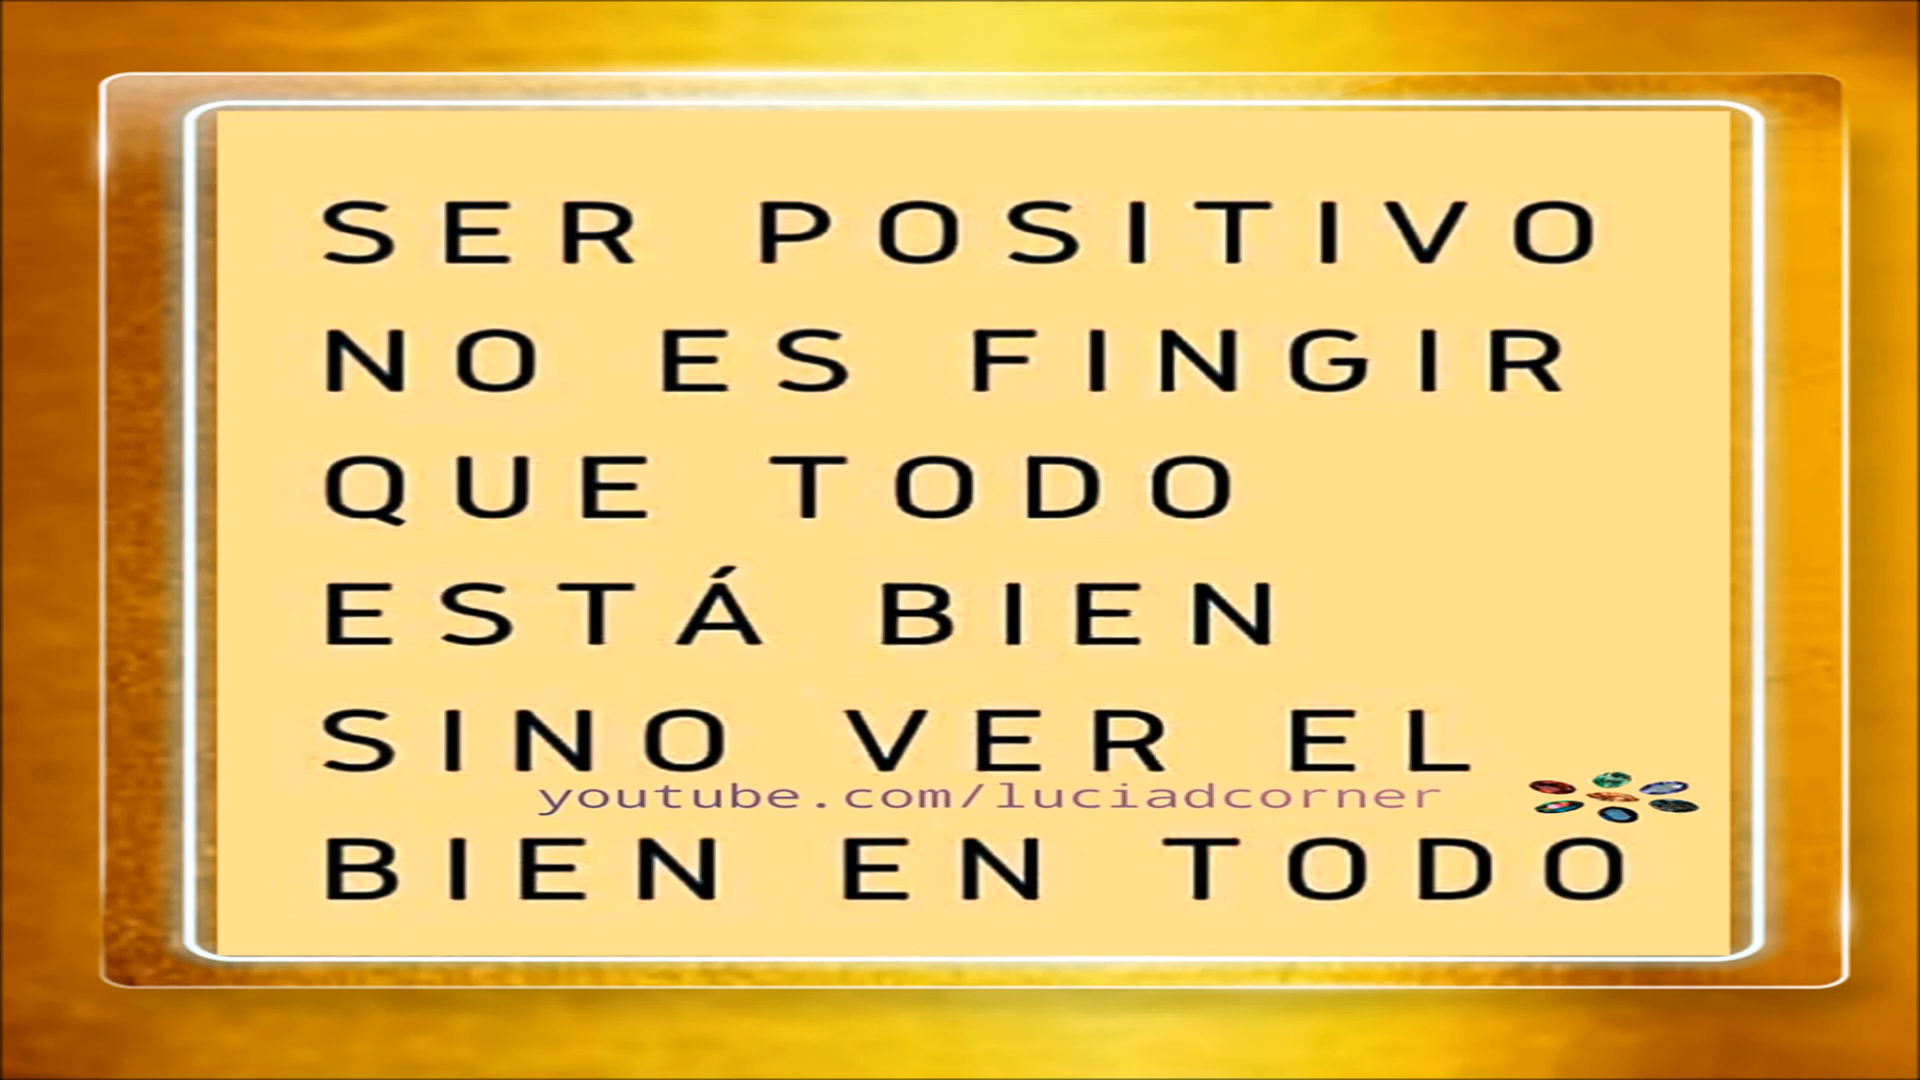 SER POSITIVO
NO ES FINGIR
QUE TODO
ESTÁ BIEN
SINO VER EL
youtube.com/luciadcorner
BIEN EN TODO